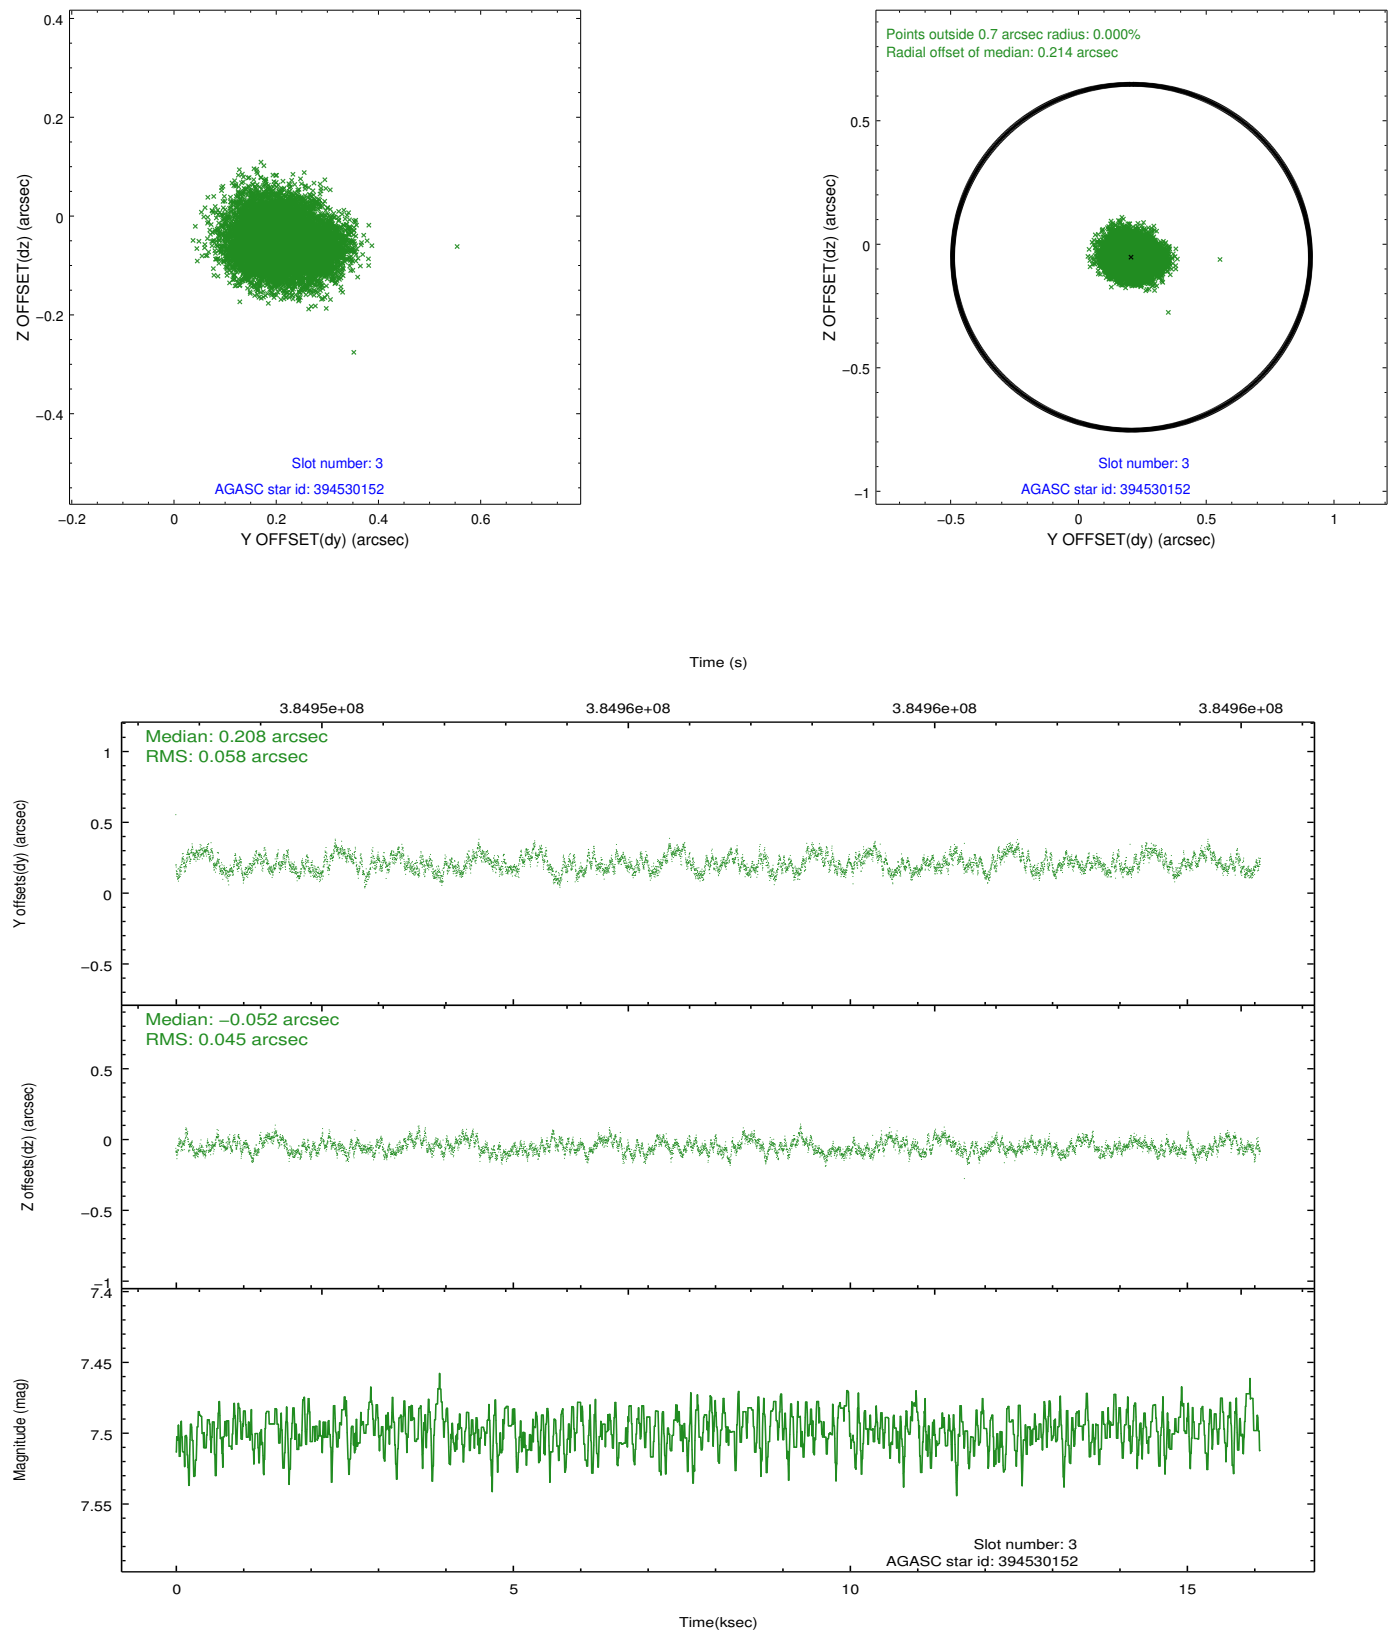 0.4
0.2
0
−0.2
−0.4
Z OFFSET(dz) (arcsec)
Slot number: 3
AGASC star id: 394530152
−0.2 0 0.2 0.4 0.6
Y OFFSET(dy) (arcsec)
Points outside 0.7 arcsec radius: 0.000%
Radial offset of median: 0.214 arcsec
0.5
0
−0.5
−1
Z OFFSET(dz) (arcsec)
Slot number: 3
AGASC star id: 394530152
−0.5 0 0.5 1
Y OFFSET(dy) (arcsec)
Time (s)
3.8495e+08 3.8496e+08 3.8496e+08 3.8496e+08
Median: 0.208 arcsec
RMS: 0.058 arcsec
1
0.5
0
−0.5
Y offsets(dy) (arcsec)
Median: −0.052 arcsec
RMS: 0.045 arcsec
0.5
0
−0.5
−1
Z offsets(dz) (arcsec)
7.4
7.45
7.5
7.55
Magnitude (mag)
Slot number: 3
AGASC star id: 394530152
0 5 10 15
Time(ksec)